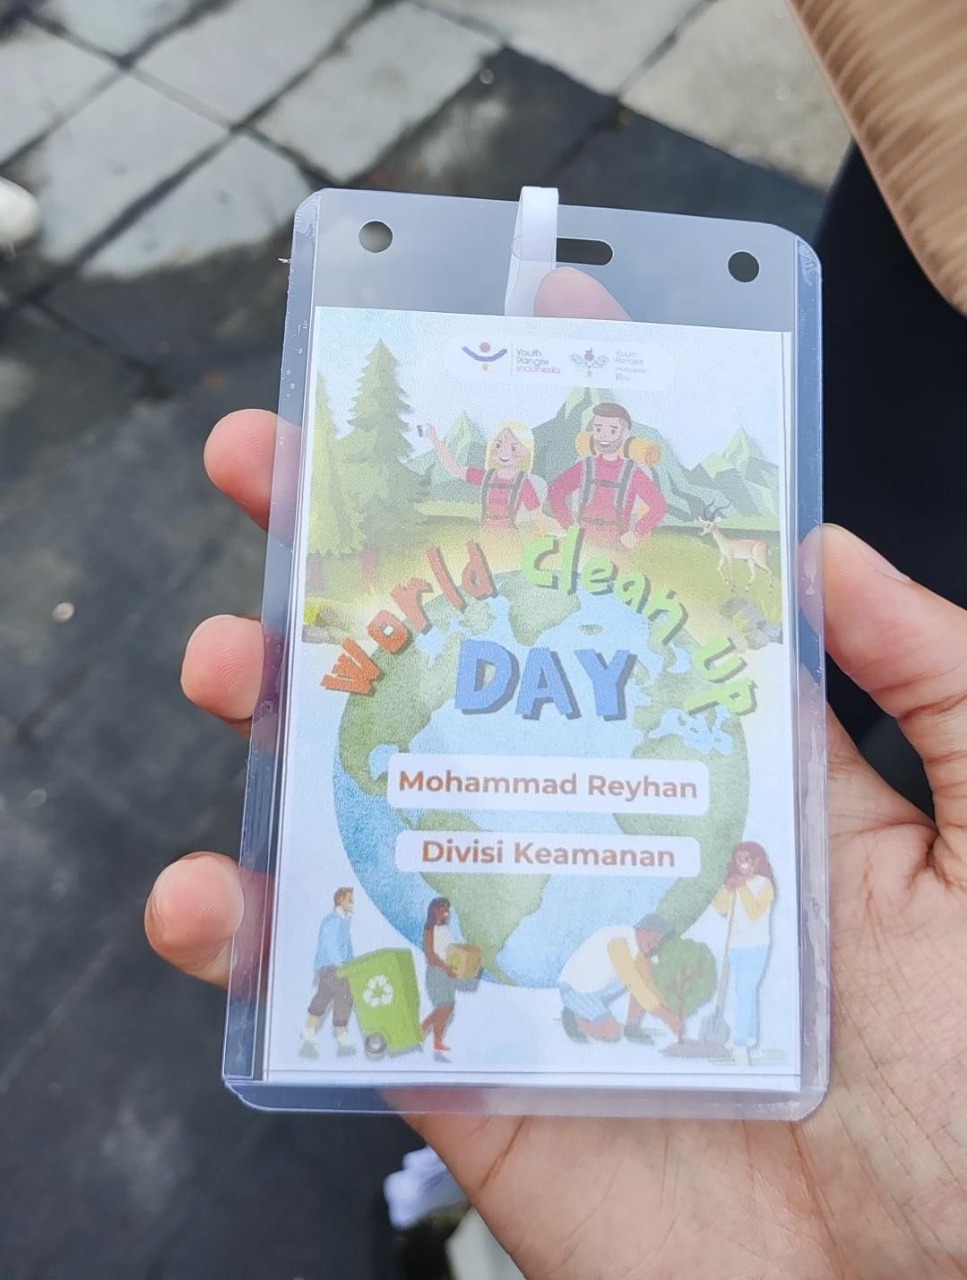 Youth
Ranger
Indonesia
Youth
Ranger
World Clean Up
DAY
Mohammad Reyhan
Divisi Keamanan